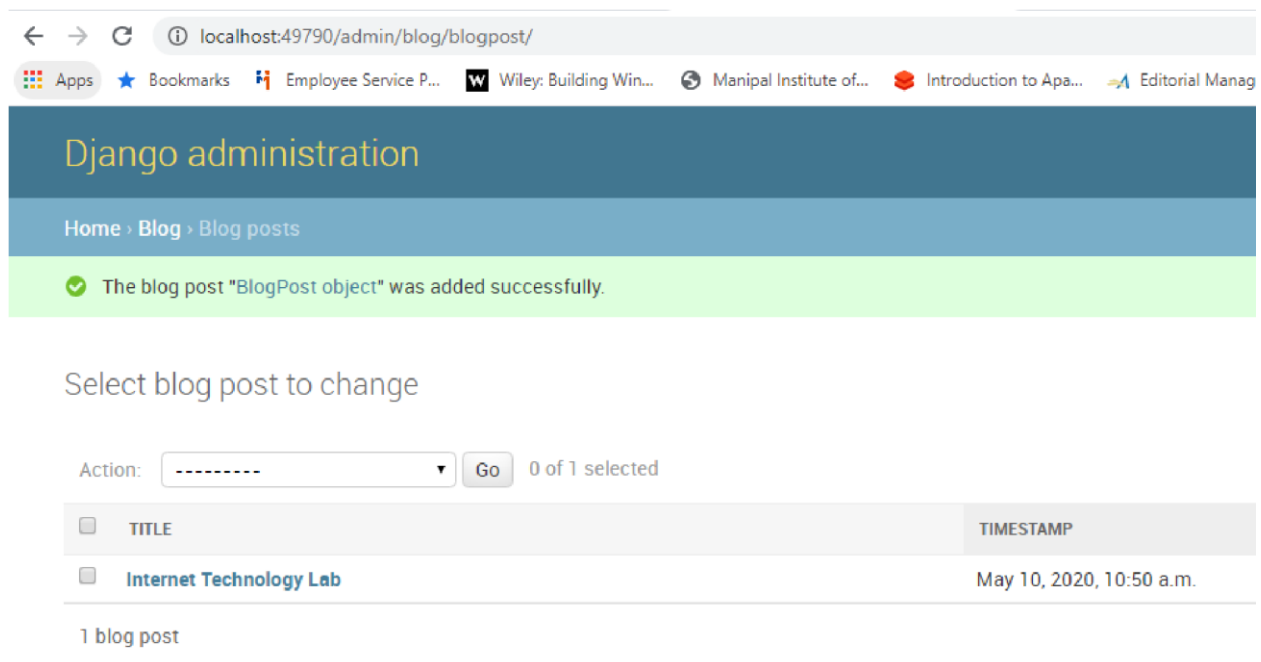 localhost:49790/admin/blog/blogpost/
Apps Bookmarks Employee Service P... W Wiley: Building Win... Manipal Institute of... Introduction to Apa... Editorial Manag
Django administration
Home › Blog › Blog posts
The blog post "BlogPost object" was added successfully.
Select blog post to change
Action: --------- Go 0 of 1 selected
TITLE TIMESTAMP
Internet Technology Lab May 10, 2020, 10:50 a.m.
1 blog post